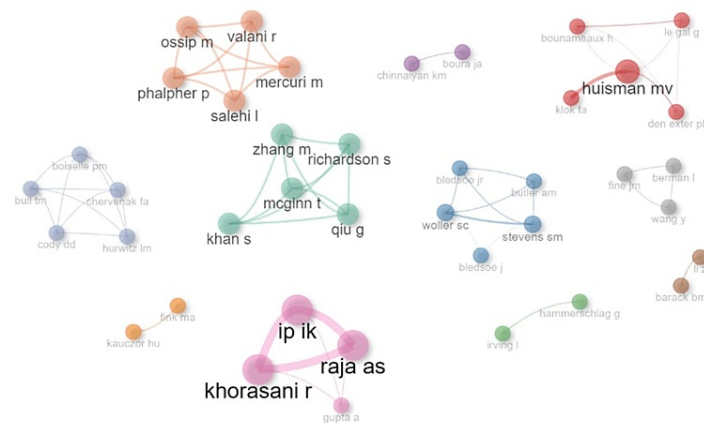 ossip m
valani r
mercuri m
phalpher p
salehi l
chinnaiyan km
boura ja
bounameaux h
le gal g
huisman mv
klok fa
den exter pl
zhang m
richardson s
mcginn t
khan s
qiu g
boiselle pm
bull tm
chervenak fa
cody dd
hurwitz lm
bledsoe jr
butler am
woller sc
stevens sm
bledsoe j
fine jm
berman l
wang y
barack bm
fink ma
kauczor hu
ip ik
raja as
khorasani r
gupta a
hammerschlag g
irving l